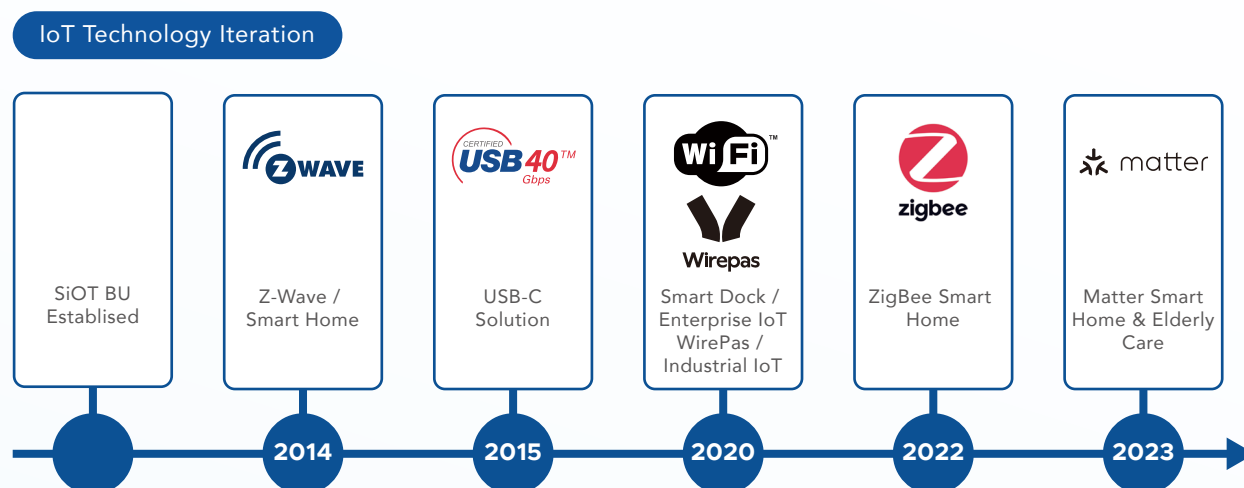 IoT Technology Iteration
SiOT BU
Establised
Z WAVE
Z-Wave /
Smart Home
CERTIFIED
USB 40™
Gbps
USB-C
Solution
Wi Fi™
Wirepas
Smart Dock /
Enterprise IoT
WirePas /
Industrial IoT
zigbee
ZigBee Smart
Home
matter
Matter Smart
Home & Elderly
Care
2014
2015
2020
2022
2023